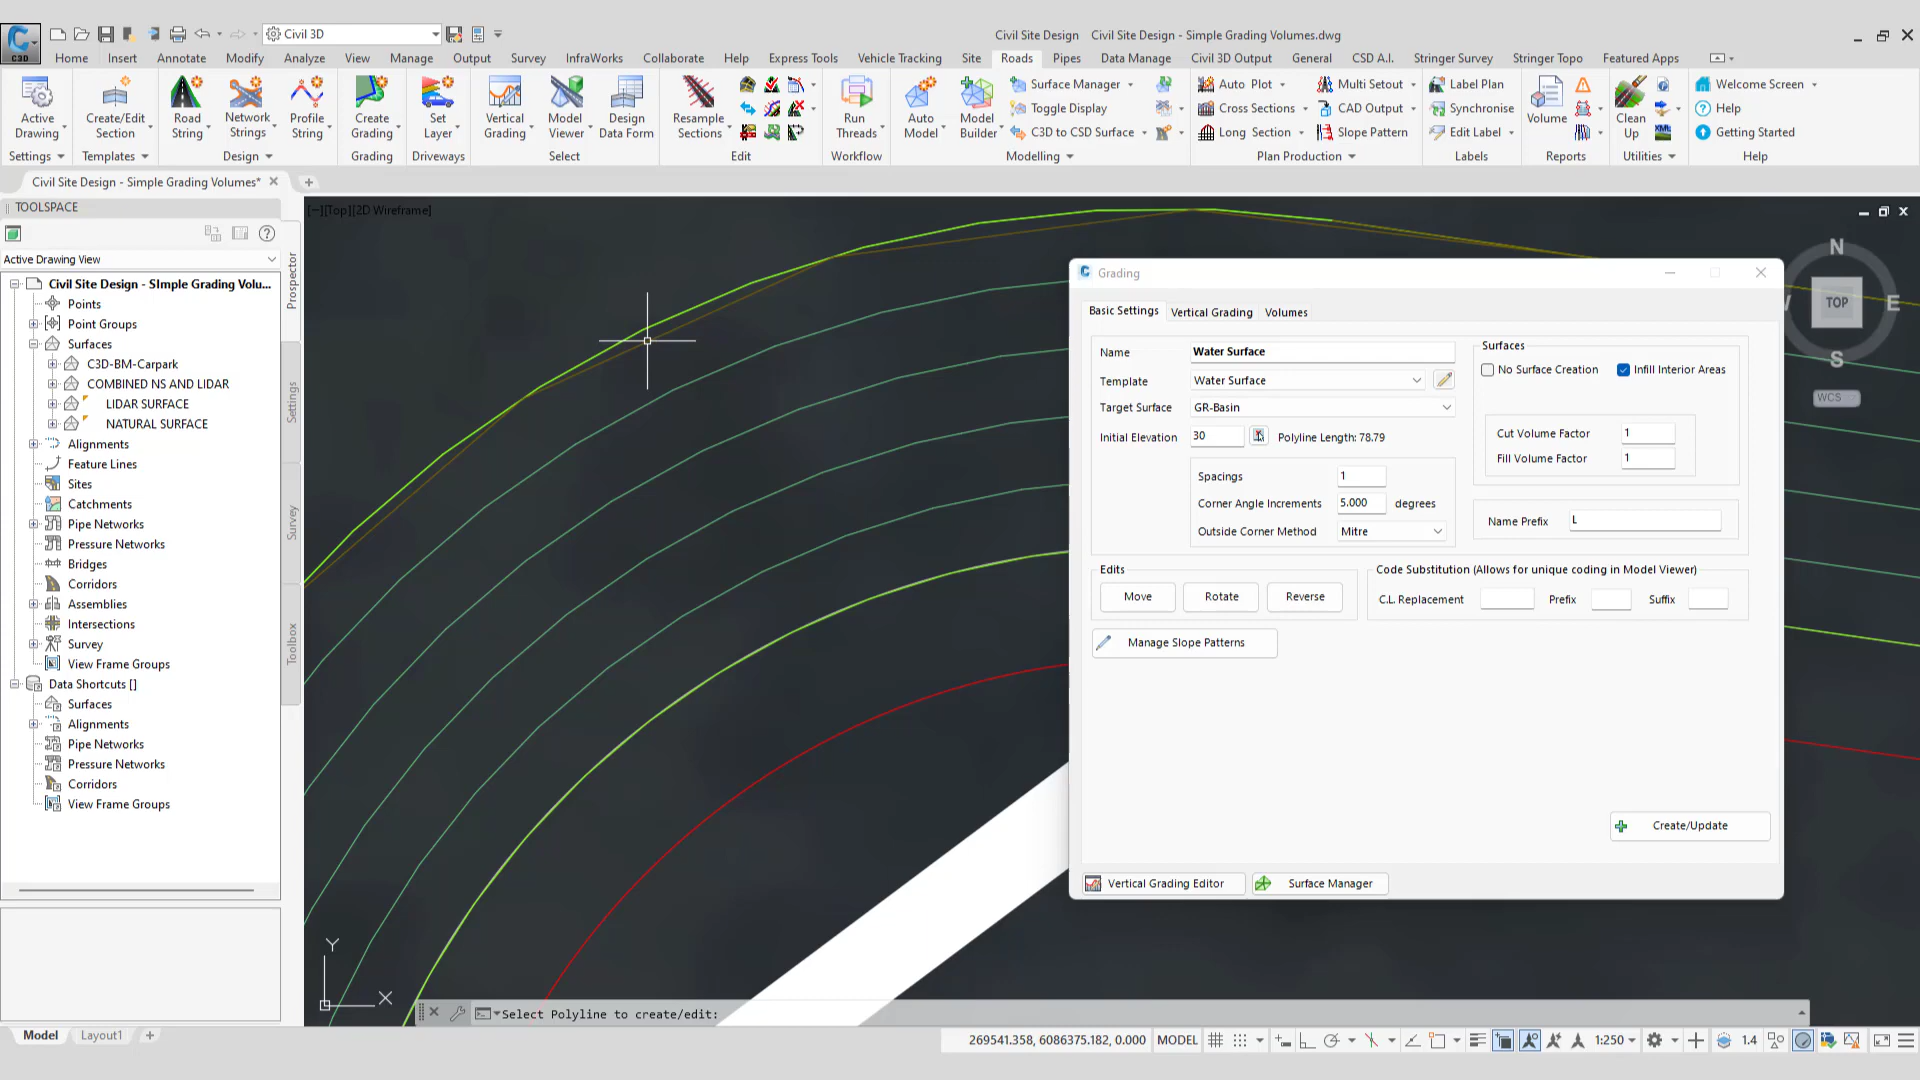 Civil 3D
Civil Site Design   Civil Site Design - Simple Grading Volumes.dwg
C3D
Home Insert Annotate Modify View Analyze Manage Output Survey InfraWorks Collaborate Help Express Tools Vehicle Tracking Site Roads Pipes Data Manage Civil 3D Output General CSD A.I. Stringer Survey Stringer Topo Featured Apps
Active Drawing
Create/Edit Section
Road String
Network Strings
Profile String
Create Grading
Set Layer
Vertical Grading
Model Viewer
Design Data Form
Resample Sections
Run Threads
Auto Model
Model Builder
Surface Manager
Toggle Display
C3D to CSD Surface
Auto Plot
Cross Sections
Long Section
Multi Setout
CAD Output
Slope Pattern
Label Plan
Synchronise
Edit Label
Volume
XML
Clean Up
Welcome Screen
Help
Getting Started
Settings Templates Design Grading Driveways Select Edit Workflow Modelling Plan Production Labels Reports Utilities Help
Civil Site Design - Simple Grading Volumes*
TOOLSPACE
Active Drawing View
Civil Site Design - SImple Grading Volu...
Points
Point Groups
Surfaces
C3D-BM-Carpark
COMBINED NS AND LIDAR
LIDAR SURFACE
NATURAL SURFACE
Alignments
Feature Lines
Sites
Catchments
Pipe Networks
Pressure Networks
Bridges
Corridors
Assemblies
Intersections
Survey
View Frame Groups
Data Shortcuts []
Surfaces
Alignments
Pipe Networks
Pressure Networks
Corridors
View Frame Groups
Prospector
Settings
Survey
Toolbox
[−][Top][2D Wireframe]
N
TOP
E
S
WCS
Grading
Basic Settings Vertical Grading Volumes
Name Water Surface
Template Water Surface
Target Surface GR-Basin
Initial Elevation 30 Polyline Length: 78.79
Spacings 1
Corner Angle Increments 5.000 degrees
Outside Corner Method Mitre
Surfaces
No Surface Creation Infill Interior Areas
Cut Volume Factor 1
Fill Volume Factor 1
Name Prefix L
Edits
Move Rotate Reverse
Code Substitution (Allows for unique coding in Model Viewer)
C.L. Replacement Prefix Suffix
Manage Slope Patterns
Create/Update
Vertical Grading Editor Surface Manager
Y
X
Select Polyline to create/edit:
Model Layout1
269541.358, 6086375.182, 0.000 MODEL 1:250 1.4